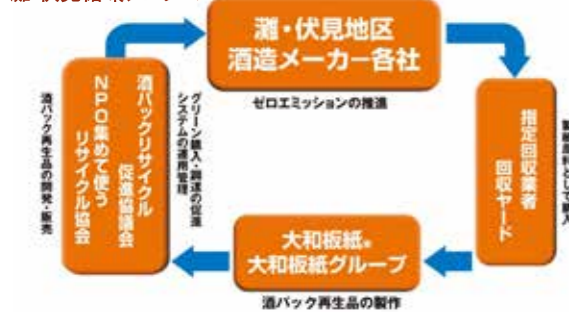 灘・伏見地区
酒造メーカー各社
ゼロエミッションの推進
指定回収業者
回収ヤード
大和板紙㈱
大和板紙グループ
酒パック再生品の製作
酒パックリサイクル
促進協議会
NPO集めて使う
リサイクル協会
グリーン購入・調達の促進
システムの運用管理
酒パック再生品の開発・販売